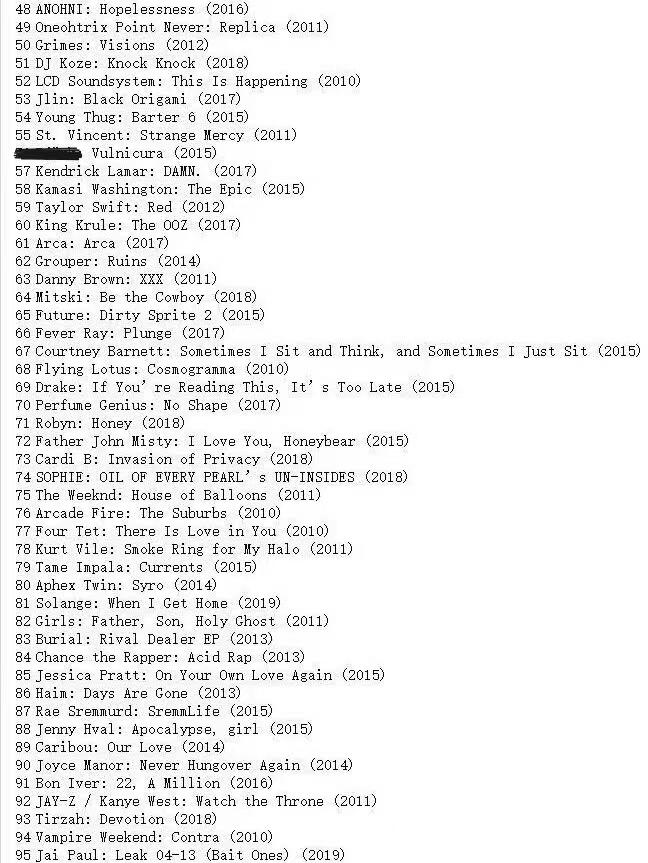 48 ANOHNI: Hopelessness (2016)
49 Oneohtrix Point Never: Replica (2011)
50 Grimes: Visions (2012)
51 DJ Koze: Knock Knock (2018)
52 LCD Soundsystem: This Is Happening (2010)
53 Jlin: Black Origami (2017)
54 Young Thug: Barter 6 (2015)
55 St. Vincent: Strange Mercy (2011)
Vulnicura (2015)
57 Kendrick Lamar: DAMN. (2017)
58 Kamasi Washington: The Epic (2015)
59 Taylor Swift: Red (2012)
60 King Krule: The OOZ (2017)
61 Arca: Arca (2017)
62 Grouper: Ruins (2014)
63 Danny Brown: XXX (2011)
64 Mitski: Be the Cowboy (2018)
65 Future: Dirty Sprite 2 (2015)
66 Fever Ray: Plunge (2017)
67 Courtney Barnett: Sometimes I Sit and Think, and Sometimes I Just Sit (2015)
68 Flying Lotus: Cosmogramma (2010)
69 Drake: If You’re Reading This, It’s Too Late (2015)
70 Perfume Genius: No Shape (2017)
71 Robyn: Honey (2018)
72 Father John Misty: I Love You, Honeybear (2015)
73 Cardi B: Invasion of Privacy (2018)
74 SOPHIE: OIL OF EVERY PEARL’s UN-INSIDES (2018)
75 The Weeknd: House of Balloons (2011)
76 Arcade Fire: The Suburbs (2010)
77 Four Tet: There Is Love in You (2010)
78 Kurt Vile: Smoke Ring for My Halo (2011)
79 Tame Impala: Currents (2015)
80 Aphex Twin: Syro (2014)
81 Solange: When I Get Home (2019)
82 Girls: Father, Son, Holy Ghost (2011)
83 Burial: Rival Dealer EP (2013)
84 Chance the Rapper: Acid Rap (2013)
85 Jessica Pratt: On Your Own Love Again (2015)
86 Haim: Days Are Gone (2013)
87 Rae Sremmurd: SremmLife (2015)
88 Jenny Hval: Apocalypse, girl (2015)
89 Caribou: Our Love (2014)
90 Joyce Manor: Never Hungover Again (2014)
91 Bon Iver: 22, A Million (2016)
92 JAY-Z / Kanye West: Watch the Throne (2011)
93 Tirzah: Devotion (2018)
94 Vampire Weekend: Contra (2010)
95 Jai Paul: Leak 04-13 (Bait Ones) (2019)